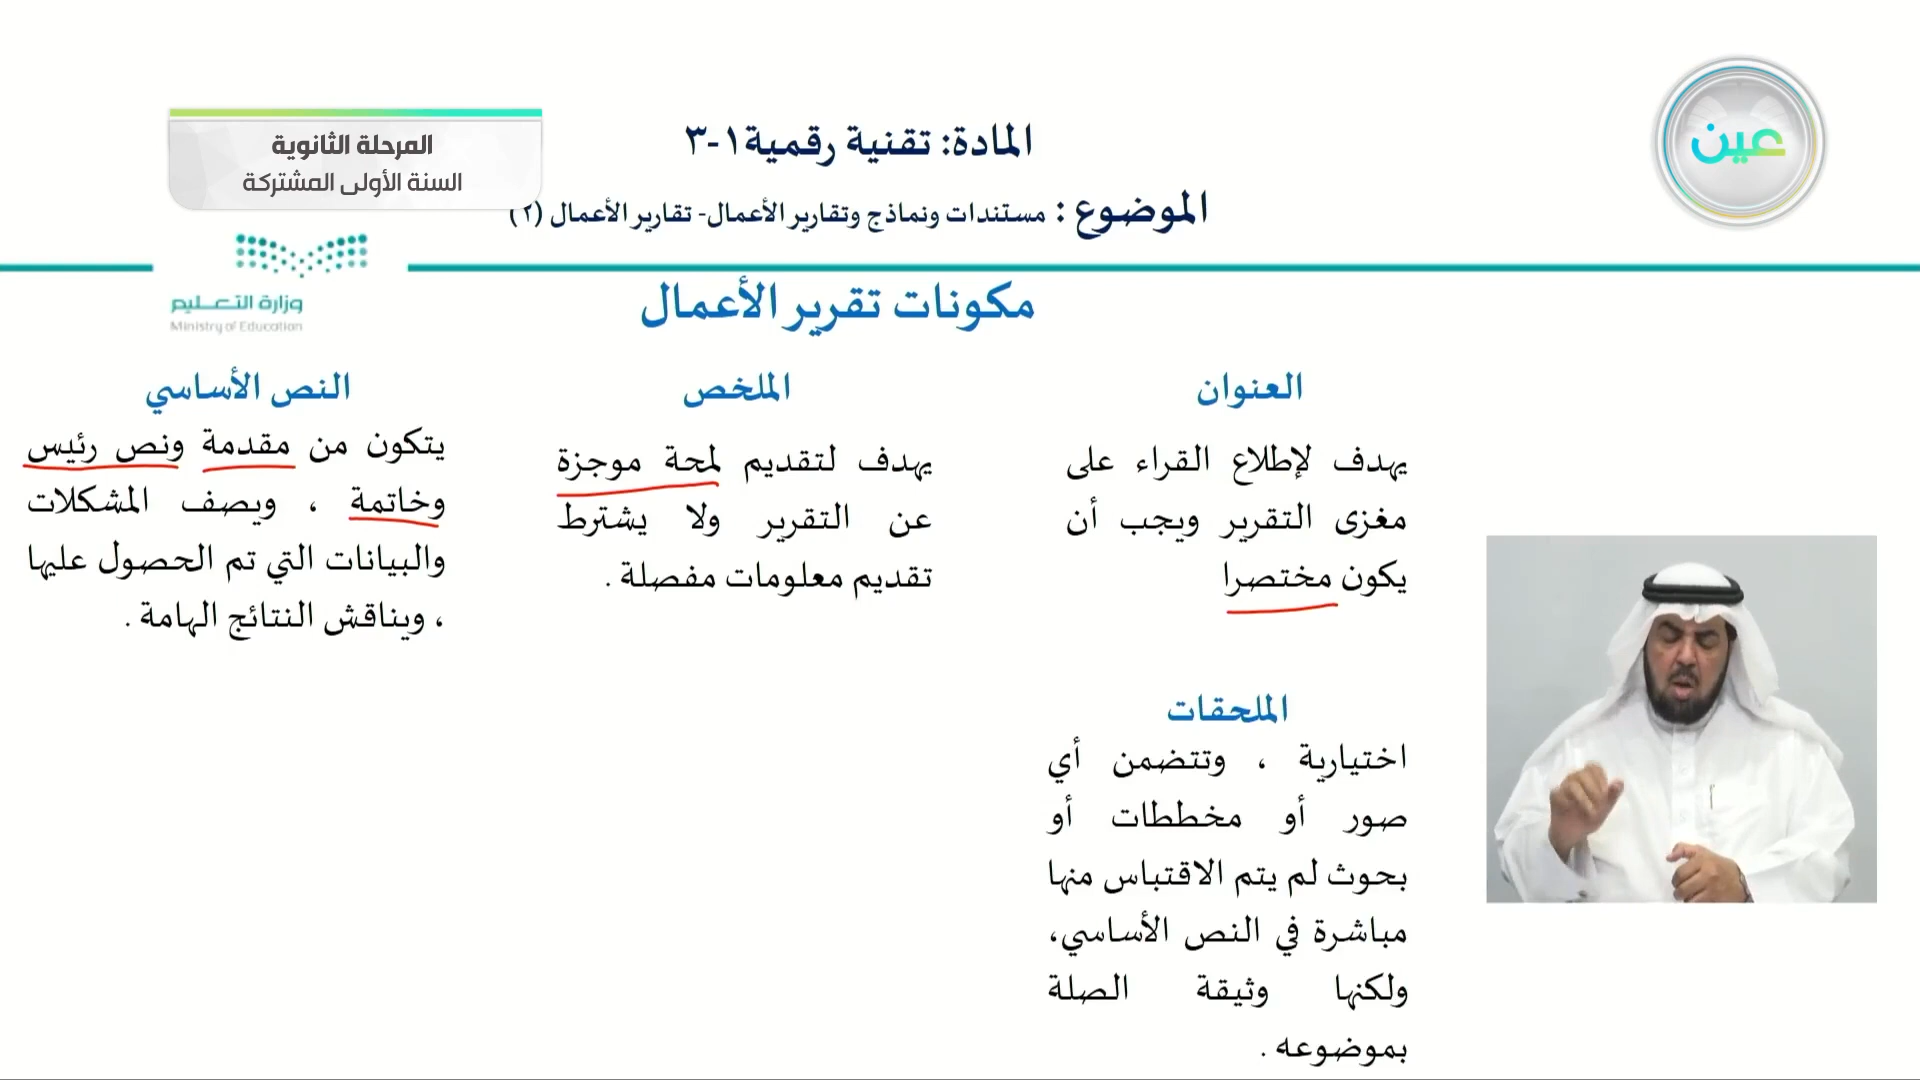 عين
المادة: تقنية رقمية١-٣
المرحلة الثانوية
السنة الأولى المشتركة
الموضوع : مستندات ونماذج وتقارير الأعمال- تقارير الأعمال (٢)
وزارة التعليم
Ministry of Education
مكونات تقرير الأعمال
العنوان
يهدف لإطلاع القراء على
مغزى التقرير ويجب أن
يكون مختصرا
الملخص
يهدف لتقديم لمحة موجزة
عن التقرير ولا يشترط
تقديم معلومات مفصلة .
النص الأساسي
يتكون من مقدمة ونص رئيس
وخاتمة ، ويصف المشكلات
والبيانات التي تم الحصول عليها
، ويناقش النتائج الهامة .
الملحقات
اختيارية ، وتتضمن أي
صور أو مخططات أو
بحوث لم يتم الاقتباس منها
مباشرة في النص الأساسي،
ولكنها وثيقة الصلة
بموضوعه .